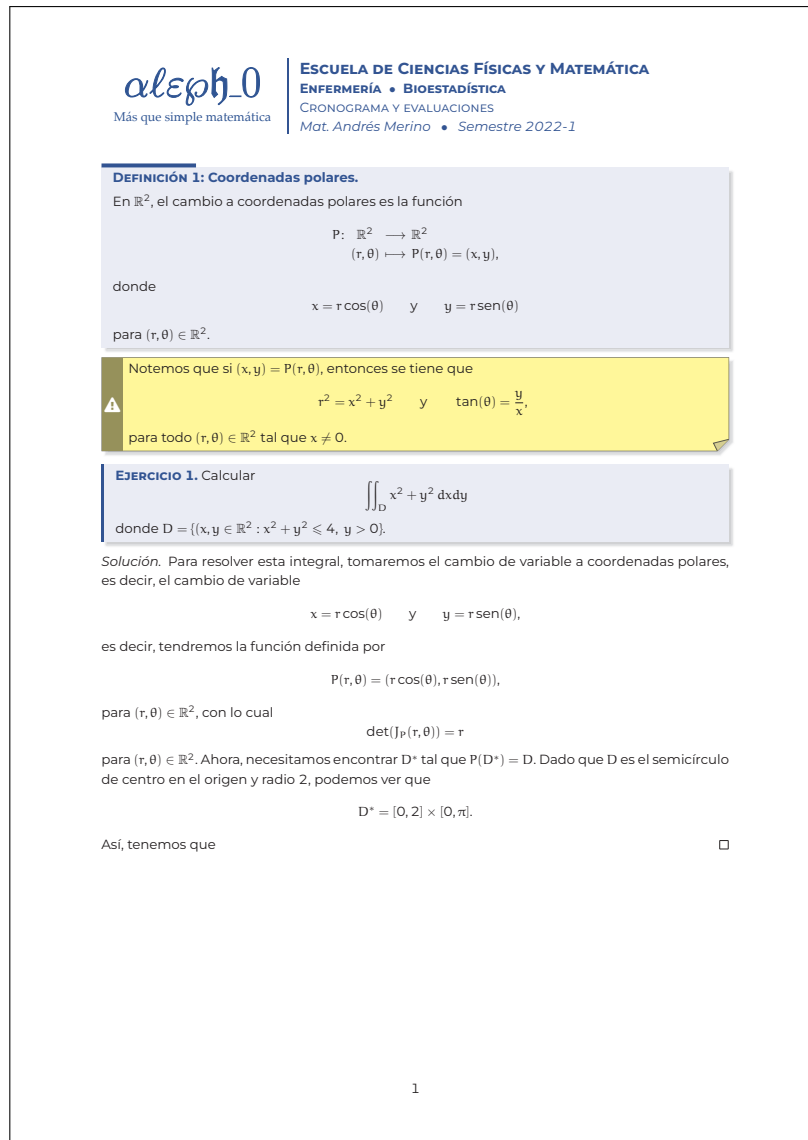 αℓεφ𝔥_0
Más que simple matemática
Escuela de Ciencias Físicas y Matemática
Enfermería • Bioestadística
Cronograma y evaluaciones
Mat. Andrés Merino • Semestre 2022-1
Definición 1: Coordenadas polares.
En ℝ², el cambio a coordenadas polares es la función
P: ℝ² ⟶ ℝ²
(r, θ) ⟼ P(r, θ) = (x, y),
donde
x = r cos(θ) y y = r sen(θ)
para (r, θ) ∈ ℝ².
Notemos que si (x, y) = P(r, θ), entonces se tiene que
r² = x² + y² y tan(θ) = y/x,
para todo (r, θ) ∈ ℝ² tal que x ≠ 0.
Ejercicio 1. Calcular
∬_D x² + y² dxdy
donde D = {(x, y ∈ ℝ² : x² + y² ⩽ 4, y > 0}.
Solución. Para resolver esta integral, tomaremos el cambio de variable a coordenadas polares,
es decir, el cambio de variable
x = r cos(θ) y y = r sen(θ),
es decir, tendremos la función definida por
P(r, θ) = (r cos(θ), r sen(θ)),
para (r, θ) ∈ ℝ², con lo cual
det(J_P(r, θ)) = r
para (r, θ) ∈ ℝ². Ahora, necesitamos encontrar D* tal que P(D*) = D. Dado que D es el semicírculo
de centro en el origen y radio 2, podemos ver que
D* = [0, 2] × [0, π].
Así, tenemos que □
1